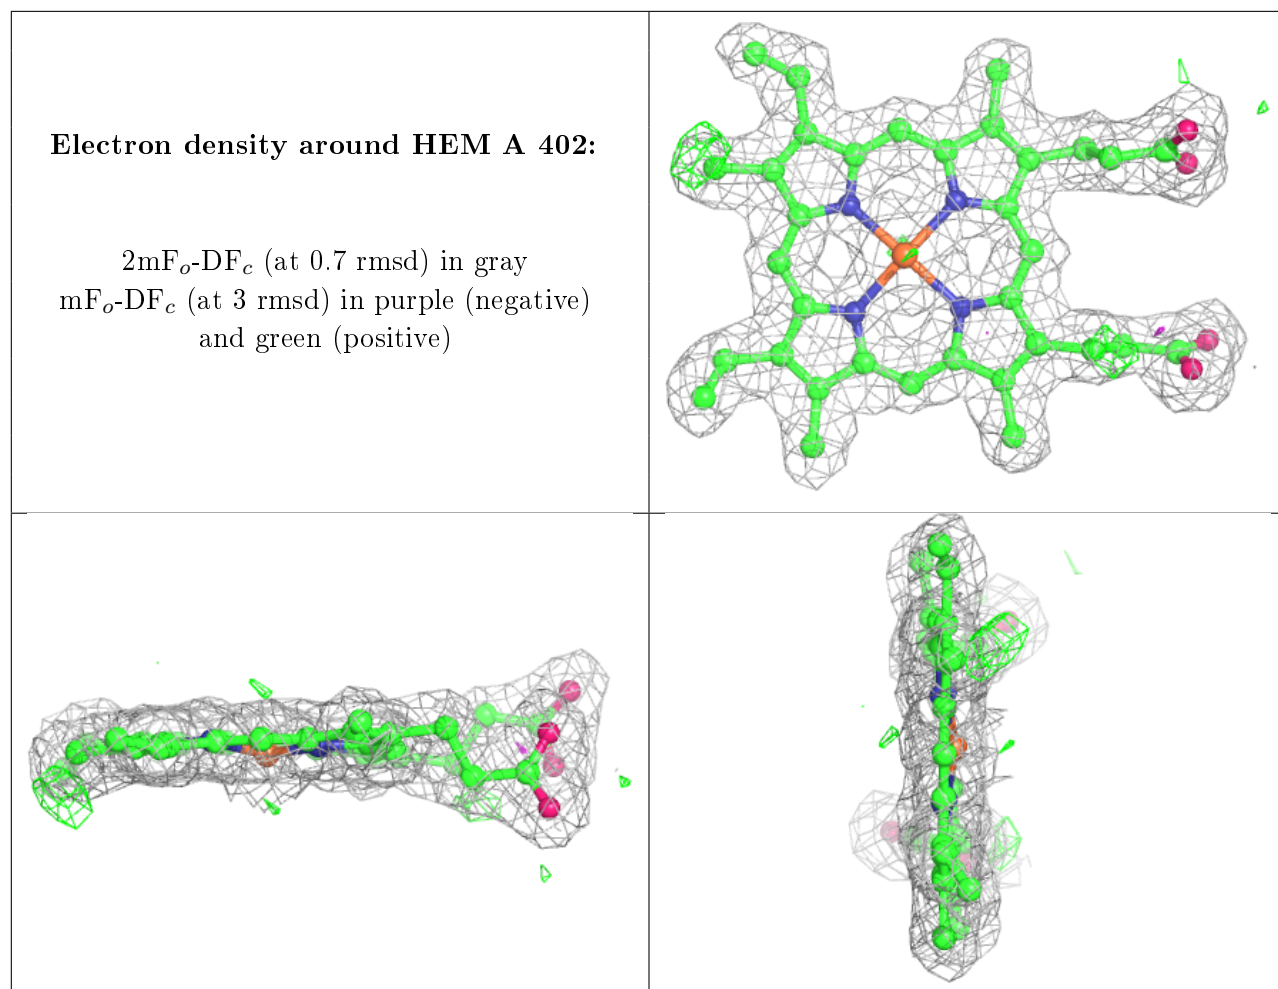 Electron density around HEM A 402:
2mFo-DFc (at 0.7 rmsd) in gray
mFo-DFc (at 3 rmsd) in purple (negative)
and green (positive)